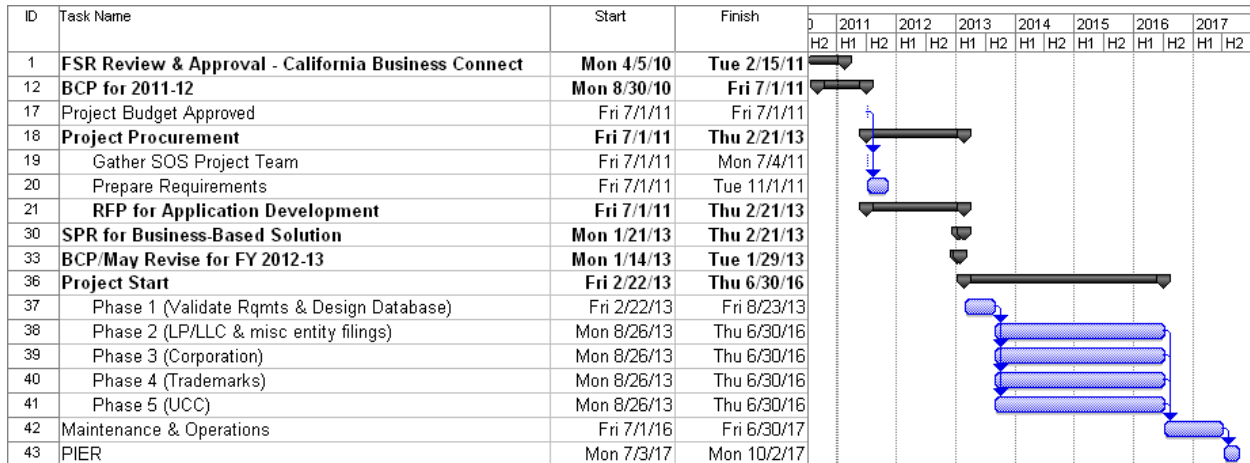 ID Task Name Start Finish 0 2011 2012 2013 2014 2015 2016 2017
H2 H1 H2 H1 H2 H1 H2 H1 H2 H1 H2 H1 H2 H1 H2
1 FSR Review & Approval - California Business Connect Mon 4/5/10 Tue 2/15/11
12 BCP for 2011-12 Mon 8/30/10 Fri 7/1/11
17 Project Budget Approved Fri 7/1/11 Fri 7/1/11
18 Project Procurement Fri 7/1/11 Thu 2/21/13
19 Gather SOS Project Team Fri 7/1/11 Mon 7/4/11
20 Prepare Requirements Fri 7/1/11 Tue 11/1/11
21 RFP for Application Development Fri 7/1/11 Thu 2/21/13
30 SPR for Business-Based Solution Mon 1/21/13 Thu 2/21/13
33 BCP/May Revise for FY 2012-13 Mon 1/14/13 Tue 1/29/13
36 Project Start Fri 2/22/13 Thu 6/30/16
37 Phase 1 (Validate Rqmts & Design Database) Fri 2/22/13 Fri 8/23/13
38 Phase 2 (LP/LLC & misc entity filings) Mon 8/26/13 Thu 6/30/16
39 Phase 3 (Corporation) Mon 8/26/13 Thu 6/30/16
40 Phase 4 (Trademarks) Mon 8/26/13 Thu 6/30/16
41 Phase 5 (UCC) Mon 8/26/13 Thu 6/30/16
42 Maintenance & Operations Fri 7/1/16 Fri 6/30/17
43 PIER Mon 7/3/17 Mon 10/2/17